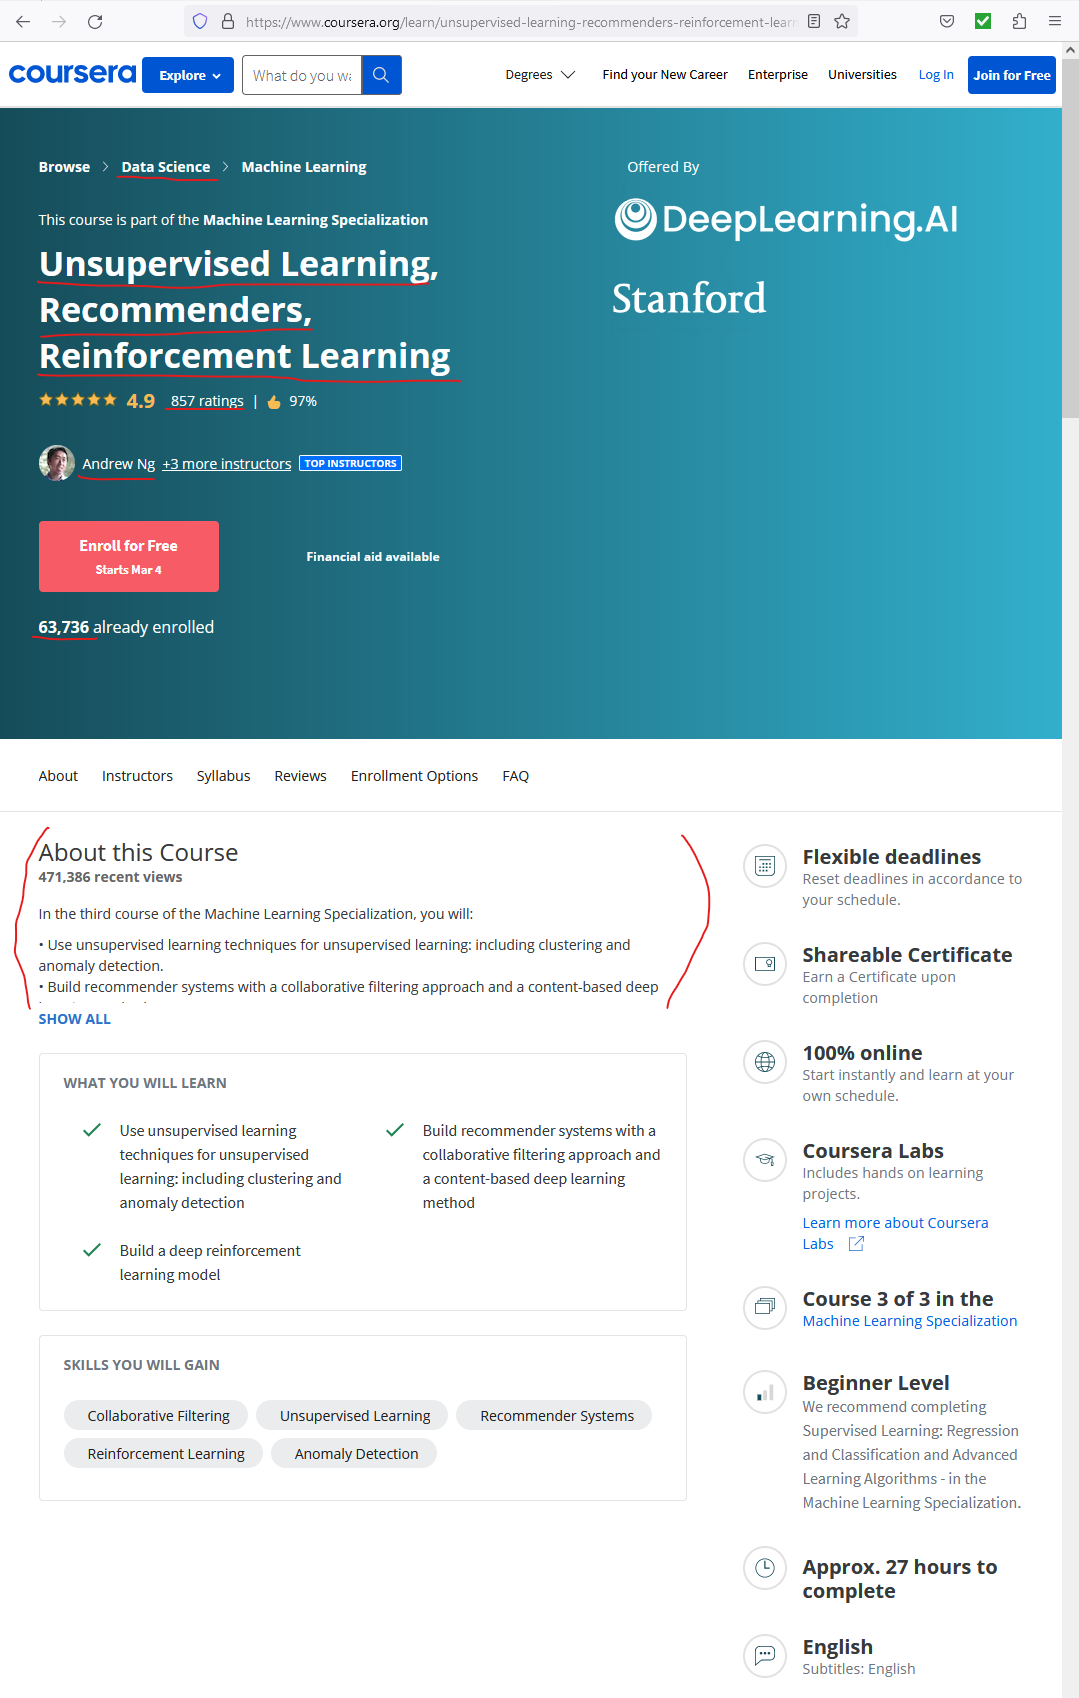 https://www.coursera.org/learn/unsupervised-learning-recommenders-reinforcement-learn
coursera
Explore
What do you wa
Degrees
Find your New Career
Enterprise
Universities
Log In
Join for Free
Browse > Data Science > Machine Learning
This course is part of the Machine Learning Specialization
Unsupervised Learning,
Recommenders,
Reinforcement Learning
4.9 857 ratings | 97%
Andrew Ng +3 more instructors TOP INSTRUCTORS
Enroll for Free
Starts Mar 4
Financial aid available
63,736 already enrolled
Offered By
DeepLearning.AI
Stanford
About Instructors Syllabus Reviews Enrollment Options FAQ
About this Course
471,386 recent views
In the third course of the Machine Learning Specialization, you will:
• Use unsupervised learning techniques for unsupervised learning: including clustering and
anomaly detection.
• Build recommender systems with a collaborative filtering approach and a content-based deep
SHOW ALL
WHAT YOU WILL LEARN
Use unsupervised learning
techniques for unsupervised
learning: including clustering and
anomaly detection
Build recommender systems with a
collaborative filtering approach and
a content-based deep learning
method
Build a deep reinforcement
learning model
SKILLS YOU WILL GAIN
Collaborative Filtering
Unsupervised Learning
Recommender Systems
Reinforcement Learning
Anomaly Detection
Flexible deadlines
Reset deadlines in accordance to
your schedule.
Shareable Certificate
Earn a Certificate upon
completion
100% online
Start instantly and learn at your
own schedule.
Coursera Labs
Includes hands on learning
projects.
Learn more about Coursera
Labs
Course 3 of 3 in the
Machine Learning Specialization
Beginner Level
We recommend completing
Supervised Learning: Regression
and Classification and Advanced
Learning Algorithms - in the
Machine Learning Specialization.
Approx. 27 hours to
complete
English
Subtitles: English